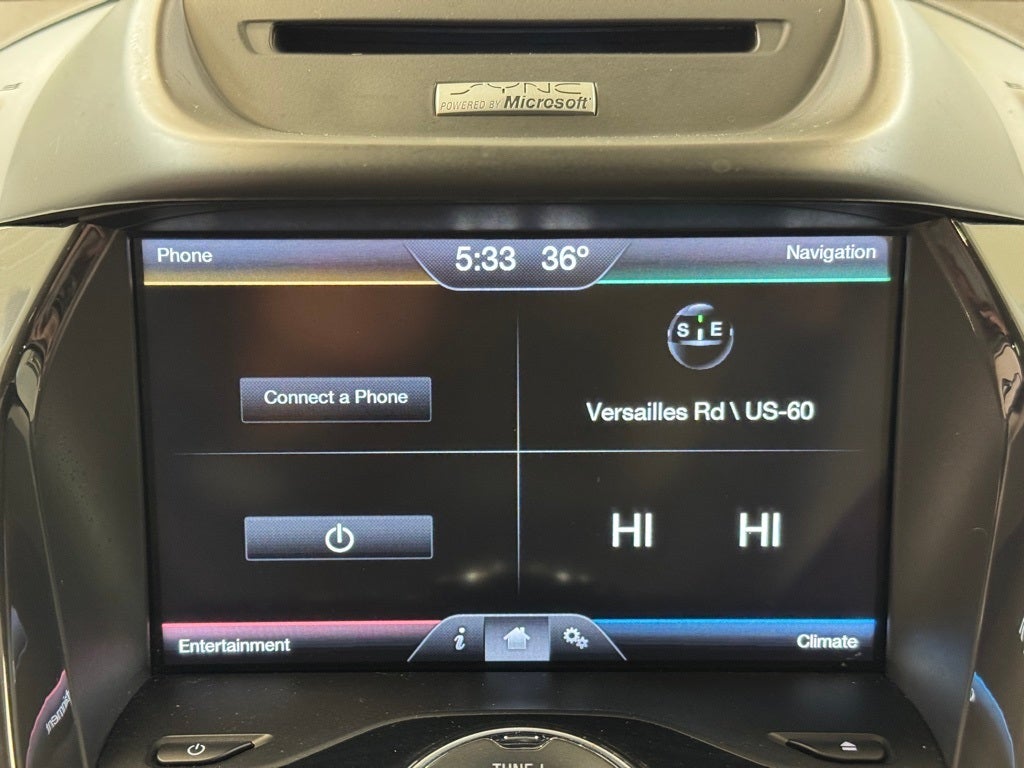 SYNC
POWERED BY Microsoft
Phone
5:33 36°
Navigation
S E
Connect a Phone
Versailles Rd \ US-60
HI HI
Entertainment
i
Climate
TUNE